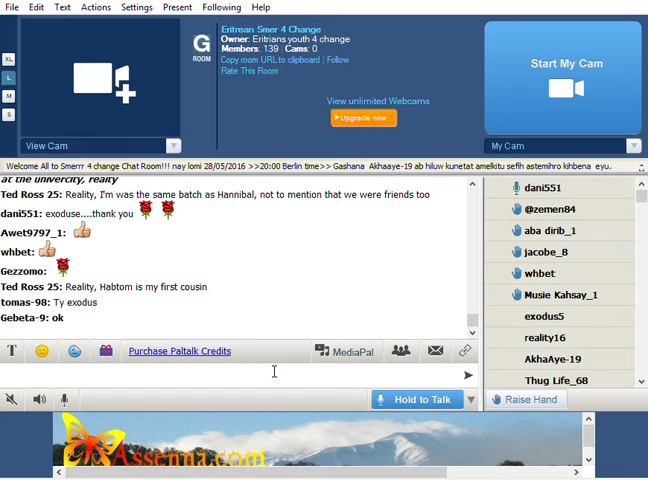 File Edit Text Actions Settings Present Following Help
XL
L
M
S
View Cam
G
ROOM
Eritrean Smer 4 Change
Owner: Eritrians youth 4 change
Members: 139 Cams: 0
Copy room URL to clipboard | Follow
Rate This Room
View unlimited Webcams
Upgrade now
Start My Cam
My Cam
Welcome All to Smerrr 4 change Chat Room!!! nay lomi 28/05/2016 >>20:00 Berlin time>> Gashana Akhaaye-19 ab hiluw kunetat amelkitu sefih astemihro kihbena eyu.
at the univercity, realty
Ted Ross 25: Reality, I'm was the same batch as Hannibal, not to mention that we were friends too
dani551: exoduse....thank you
Awet9797_1:
whbet:
Gezzomo:
Ted Ross 25: Reality, Habtom is my first cousin
tomas-98: Ty exodus
Gebeta-9: ok
dani551
@zemen84
aba dirib_1
jacobe_8
whbet
Musie Kahsay_1
exodus5
reality16
AkhaAye-19
Thug Life_68
T Purchase Paltalk Credits MediaPal
Hold to Talk
Raise Hand
Assenna.com